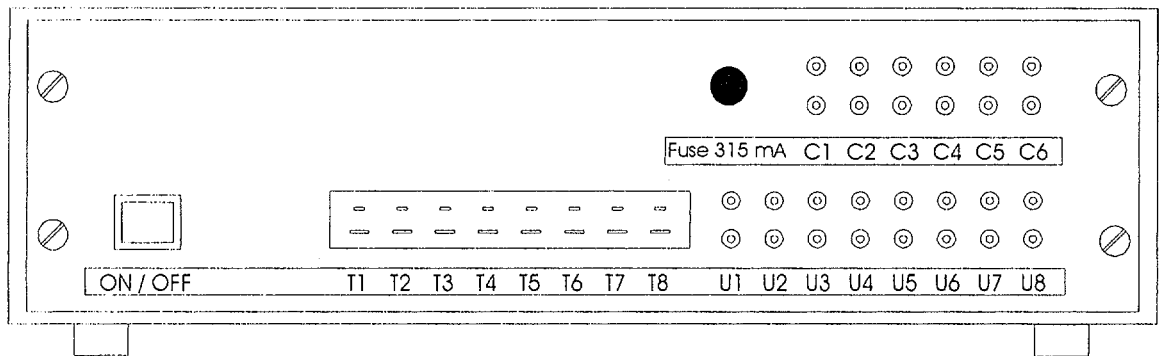 Fuse 315 mA C1 C2 C3 C4 C5 C6
ON / OFF T1 T2 T3 T4 T5 T6 T7 T8 U1 U2 U3 U4 U5 U6 U7 U8